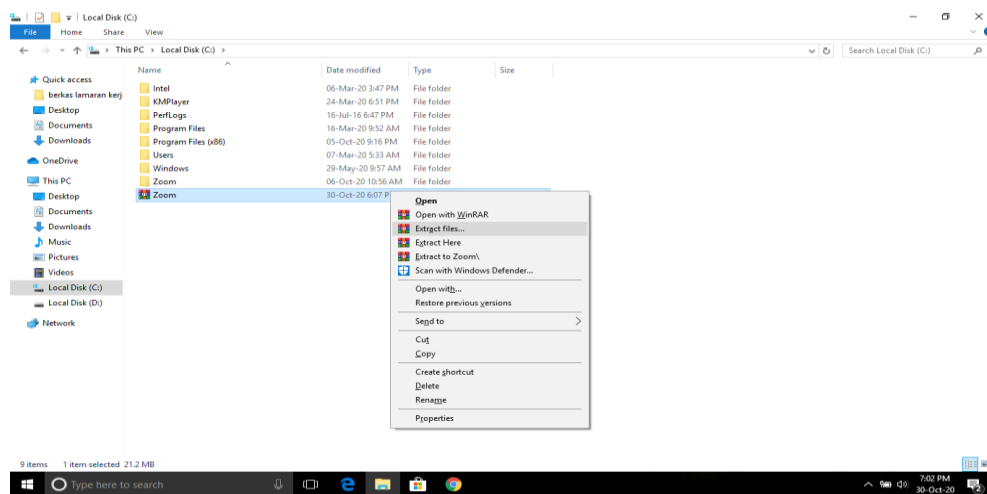 Local Disk (C:)
File Home Share View
This PC > Local Disk (C:) >
Search Local Disk (C:)
Name Date modified Type Size
Quick access
berkas lamaran kerj
Desktop
Documents
Downloads
OneDrive
This PC
Desktop
Documents
Downloads
Music
Pictures
Videos
Local Disk (C:)
Local Disk (D:)
Network
Intel 06-Mar-20 3:47 PM File folder
KMPlayer 24-Mar-20 6:51 PM File folder
PerfLogs 16-Jul-16 6:47 PM File folder
Program Files 16-Mar-20 9:52 AM File folder
Program Files (x86) 05-Oct-20 9:16 PM File folder
Users 07-Mar-20 5:33 AM File folder
Windows 29-May-20 9:57 AM File folder
Zoom 06-Oct-20 10:56 AM File folder
Zoom 30-Oct-20 6:07 P
Open
Open with WinRAR
Extract files...
Extract Here
Extract to Zoom\
Scan with Windows Defender...
Open with...
Restore previous versions
Send to
Cut
Copy
Create shortcut
Delete
Rename
Properties
9 items 1 item selected 21.2 MB
Type here to search
7:02 PM
30-Oct-20
2